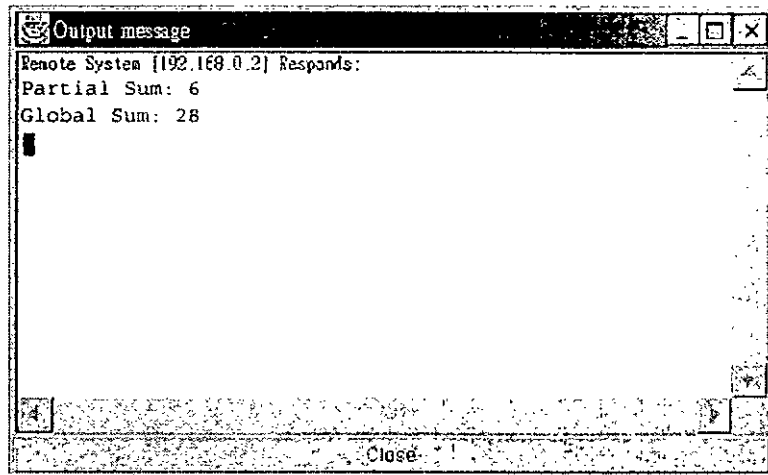 Output message
Remote System [192.168.0.2] Responds:
Partial Sum: 6
Global Sum: 28
Close